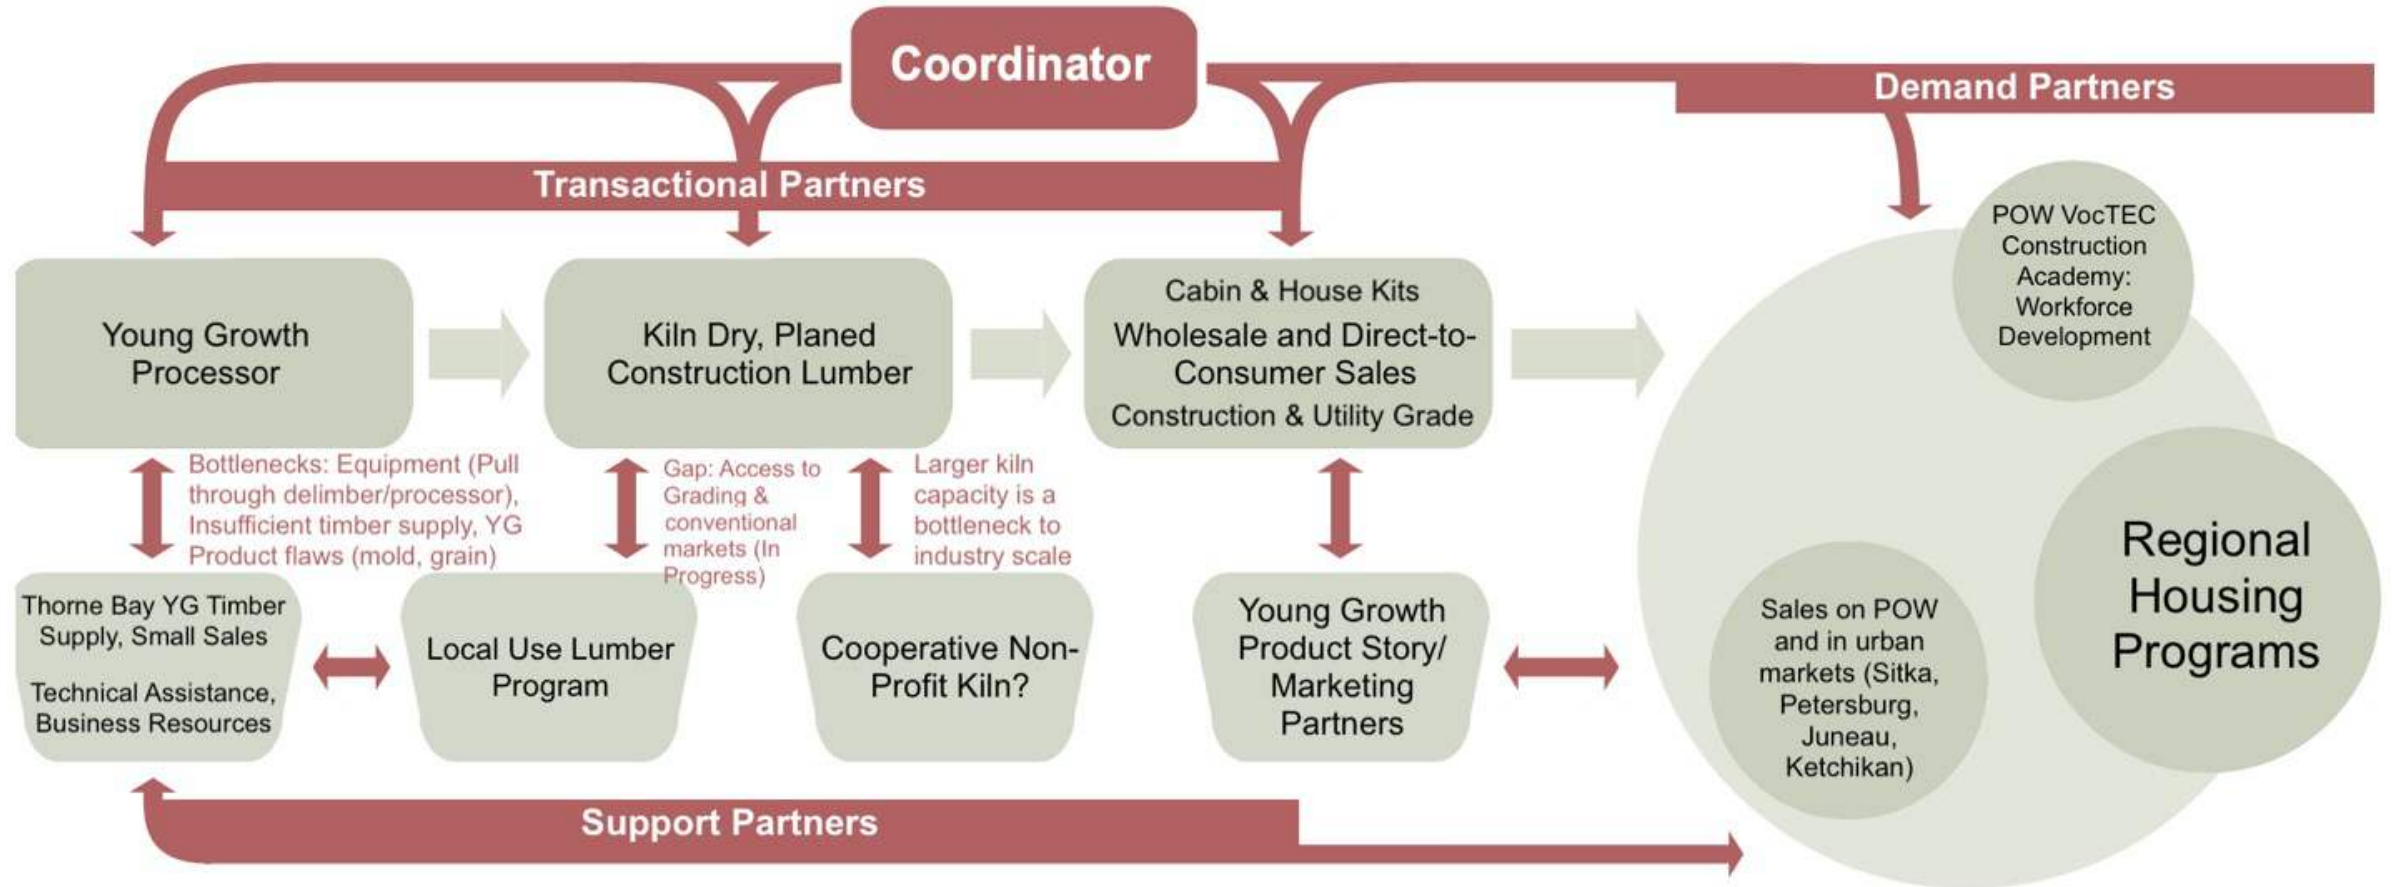 Coordinator
Demand Partners
Transactional Partners
Young Growth
Processor
Kiln Dry, Planed
Construction Lumber
Cabin & House Kits
Wholesale and Direct-to-
Consumer Sales
Construction & Utility Grade
POW VocTEC
Construction
Academy:
Workforce
Development
Bottlenecks: Equipment (Pull
through delimber/processor),
Insufficient timber supply, YG
Product flaws (mold, grain)
Gap: Access to
Grading &
conventional
markets (In
Progress)
Larger kiln
capacity is a
bottleneck to
industry scale
Regional
Housing
Programs
Thorne Bay YG Timber
Supply, Small Sales
Technical Assistance,
Business Resources
Local Use Lumber
Program
Cooperative Non-
Profit Kiln?
Young Growth
Product Story/
Marketing
Partners
Sales on POW
and in urban
markets (Sitka,
Petersburg,
Juneau,
Ketchikan)
Support Partners